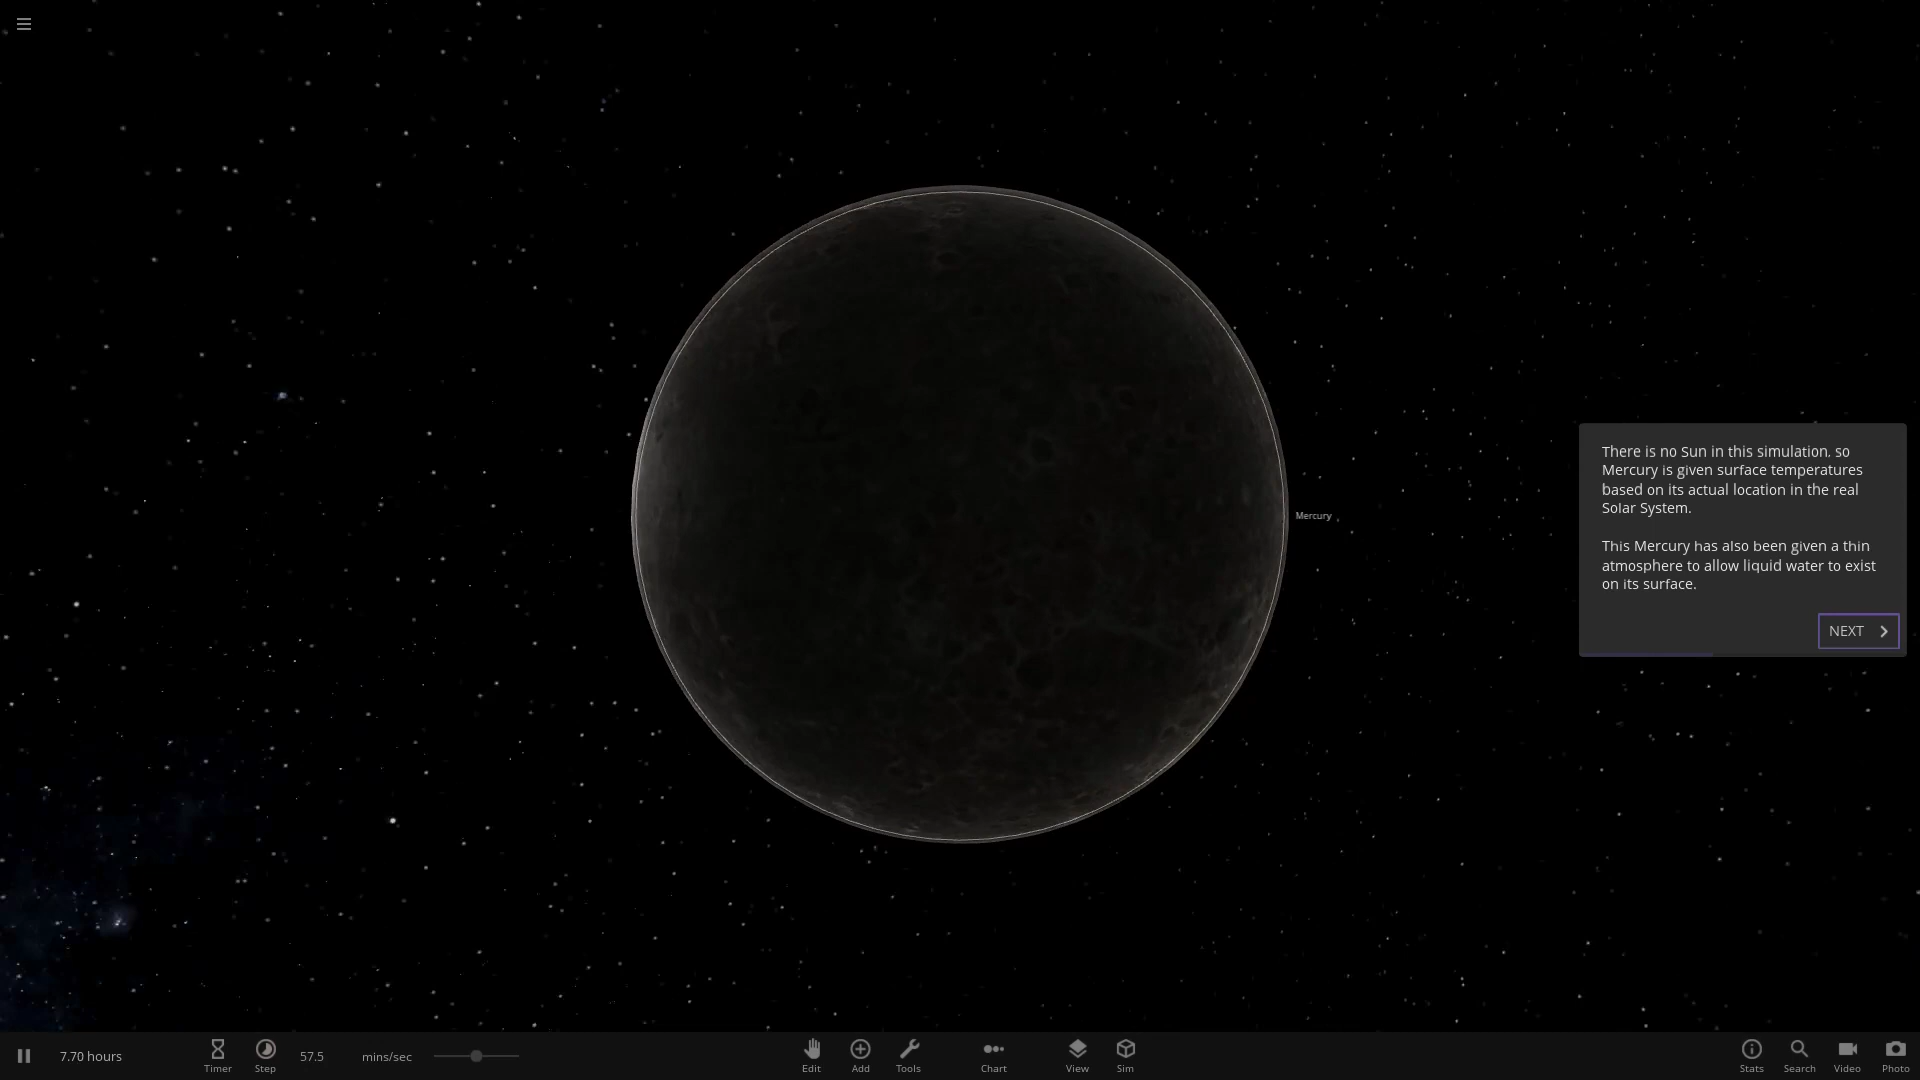 Mercury
There is no Sun in this simulation, so
Mercury is given surface temperatures
based on its actual location in the real
Solar System.
This Mercury has also been given a thin
atmosphere to allow liquid water to exist
on its surface.
NEXT
7.70 hours
Timer
Step
57.5
mins/sec
Edit
Add
Tools
Chart
View
Sim
Stats
Search
Video
Photo